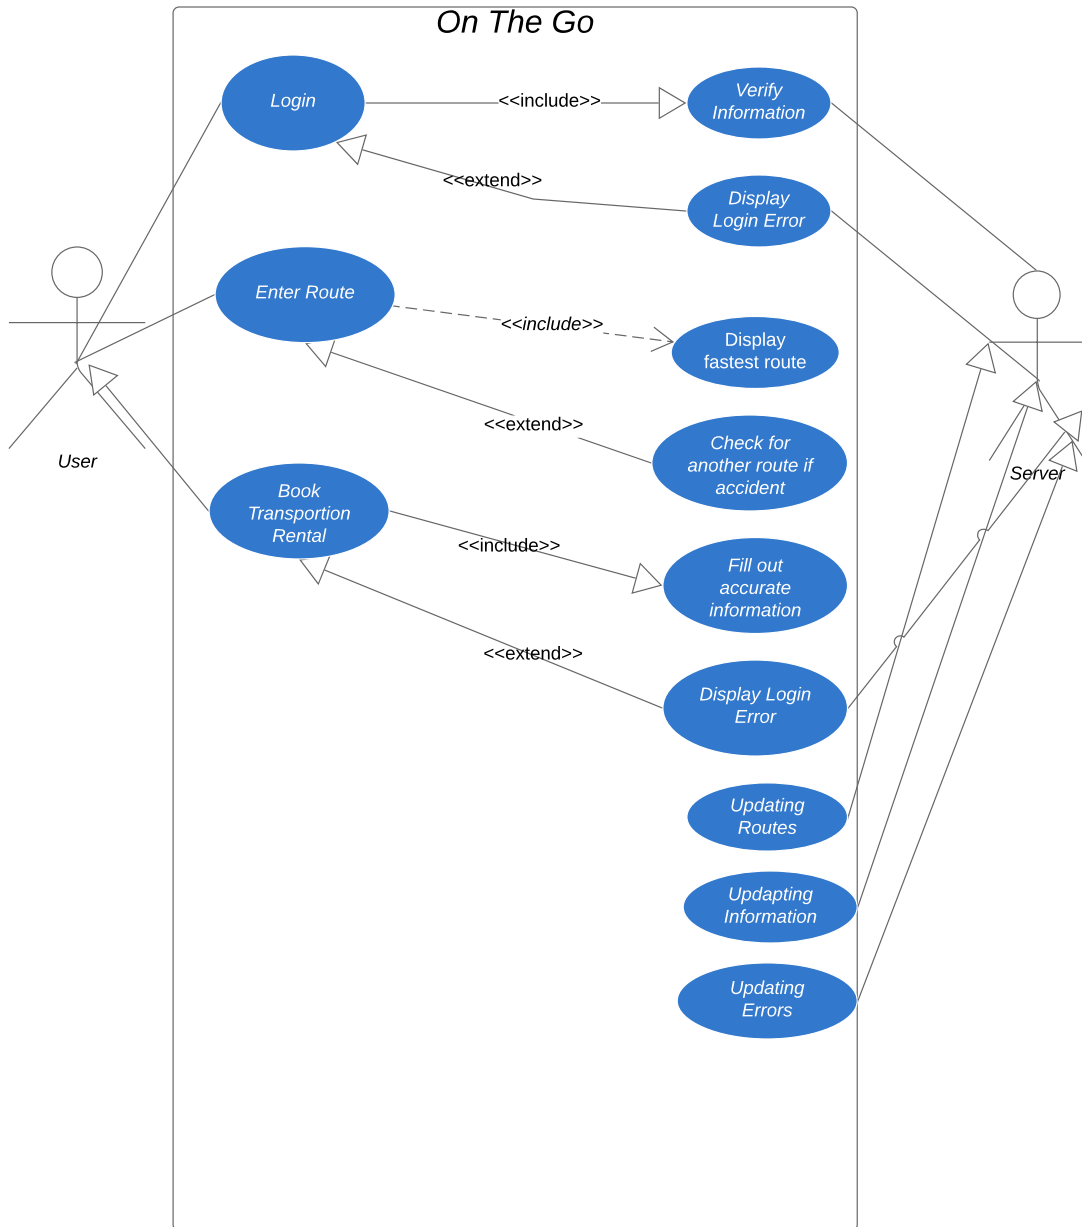 On The Go
Login
<<include>>
Verify
Information
<<extend>>
Display
Login Error
Enter Route
<<include>>
Display
fastest route
<<extend>>
Check for
another route if
accident
User
Server
Book
Transportion
Rental
<<include>>
Fill out
accurate
information
<<extend>>
Display Login
Error
Updating
Routes
Updapting
Information
Updating
Errors